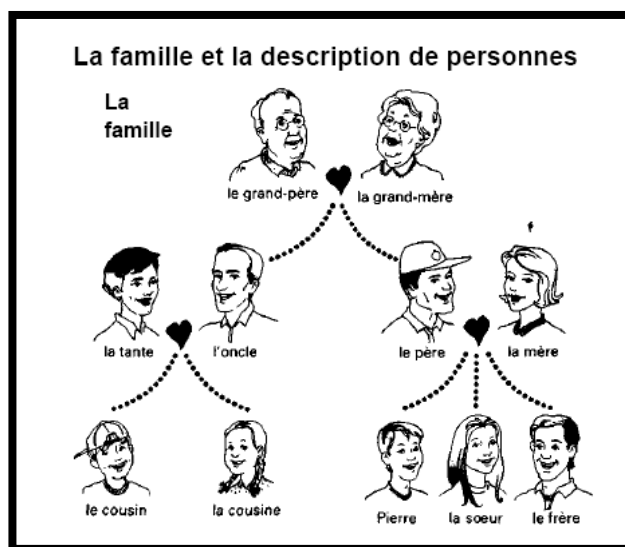 La famille et la description de personnes
La
famille
le grand-père
la grand-mère
la tante
l'oncle
le père
la mère
le cousin
la cousine
Pierre
la soeur
le frère